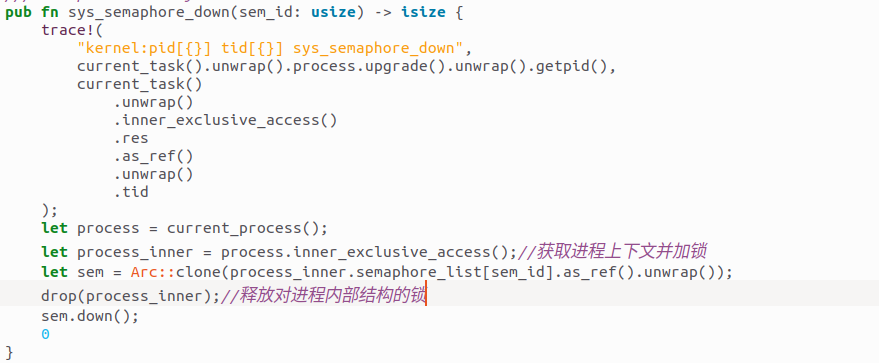 pub fn sys_semaphore_down(sem_id: usize) -> isize {
    trace!(
        "kernel:pid[{}] tid[{}] sys_semaphore_down",
        current_task().unwrap().process.upgrade().unwrap().getpid(),
        current_task()
            .unwrap()
            .inner_exclusive_access()
            .res
            .as_ref()
            .unwrap()
            .tid
    );
    let process = current_process();
    let process_inner = process.inner_exclusive_access();//获取进程上下文并加锁
    let sem = Arc::clone(process_inner.semaphore_list[sem_id].as_ref().unwrap());
    drop(process_inner);//释放对进程内部结构的锁
    sem.down();
    0
}